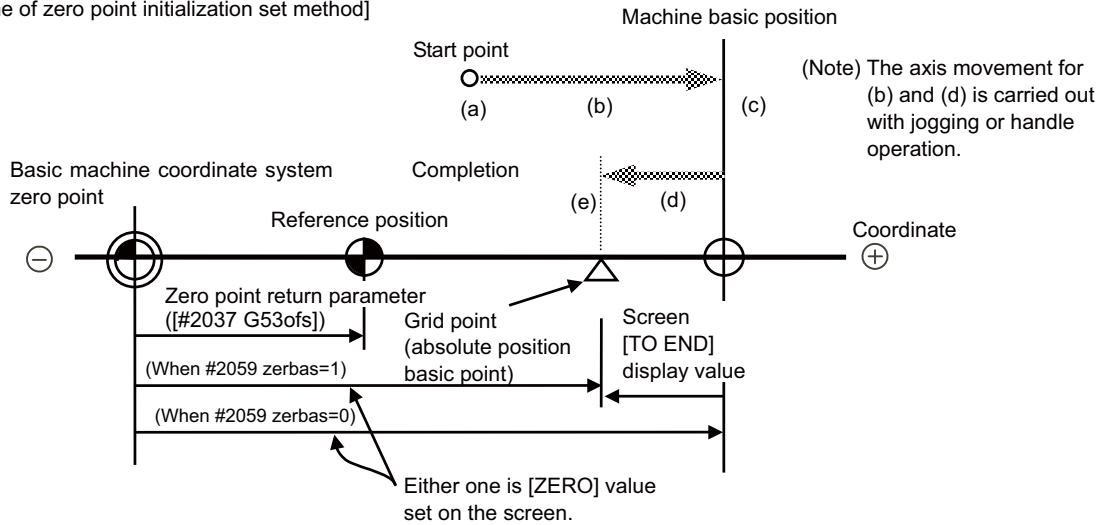 ne of zero point initialization set method]
Machine basic position
Start point
(a)
(b)
(c)
(Note) The axis movement for
(b) and (d) is carried out
with jogging or handle
operation.
Basic machine coordinate system
zero point
Completion
(e)
(d)
Reference position
Coordinate
−
+
Zero point return parameter
([#2037 G53ofs])
Grid point
(absolute position
basic point)
Screen
[TO END]
display value
(When #2059 zerbas=1)
(When #2059 zerbas=0)
Either one is [ZERO] value
set on the screen.